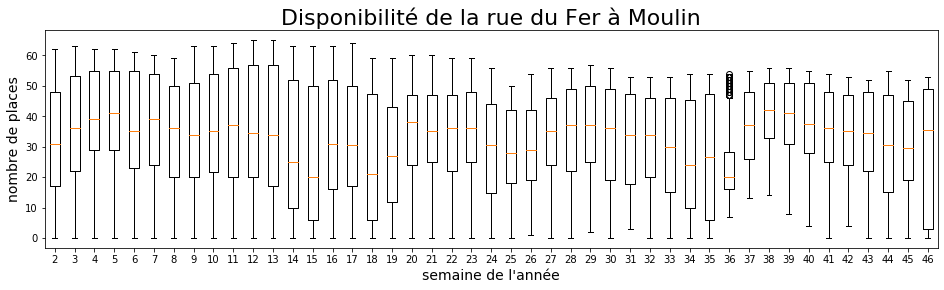 Disponibilité de la rue du Fer à Moulin
nombre de places
60
50
40
30
20
10
0
2 3 4 5 6 7 8 9 10 11 12 13 14 15 16 17 18 19 20 21 22 23 24 25 26 27 28 29 30 31 32 33 34 35 36 37 38 39 40 41 42 43 44 45 46
semaine de l'année